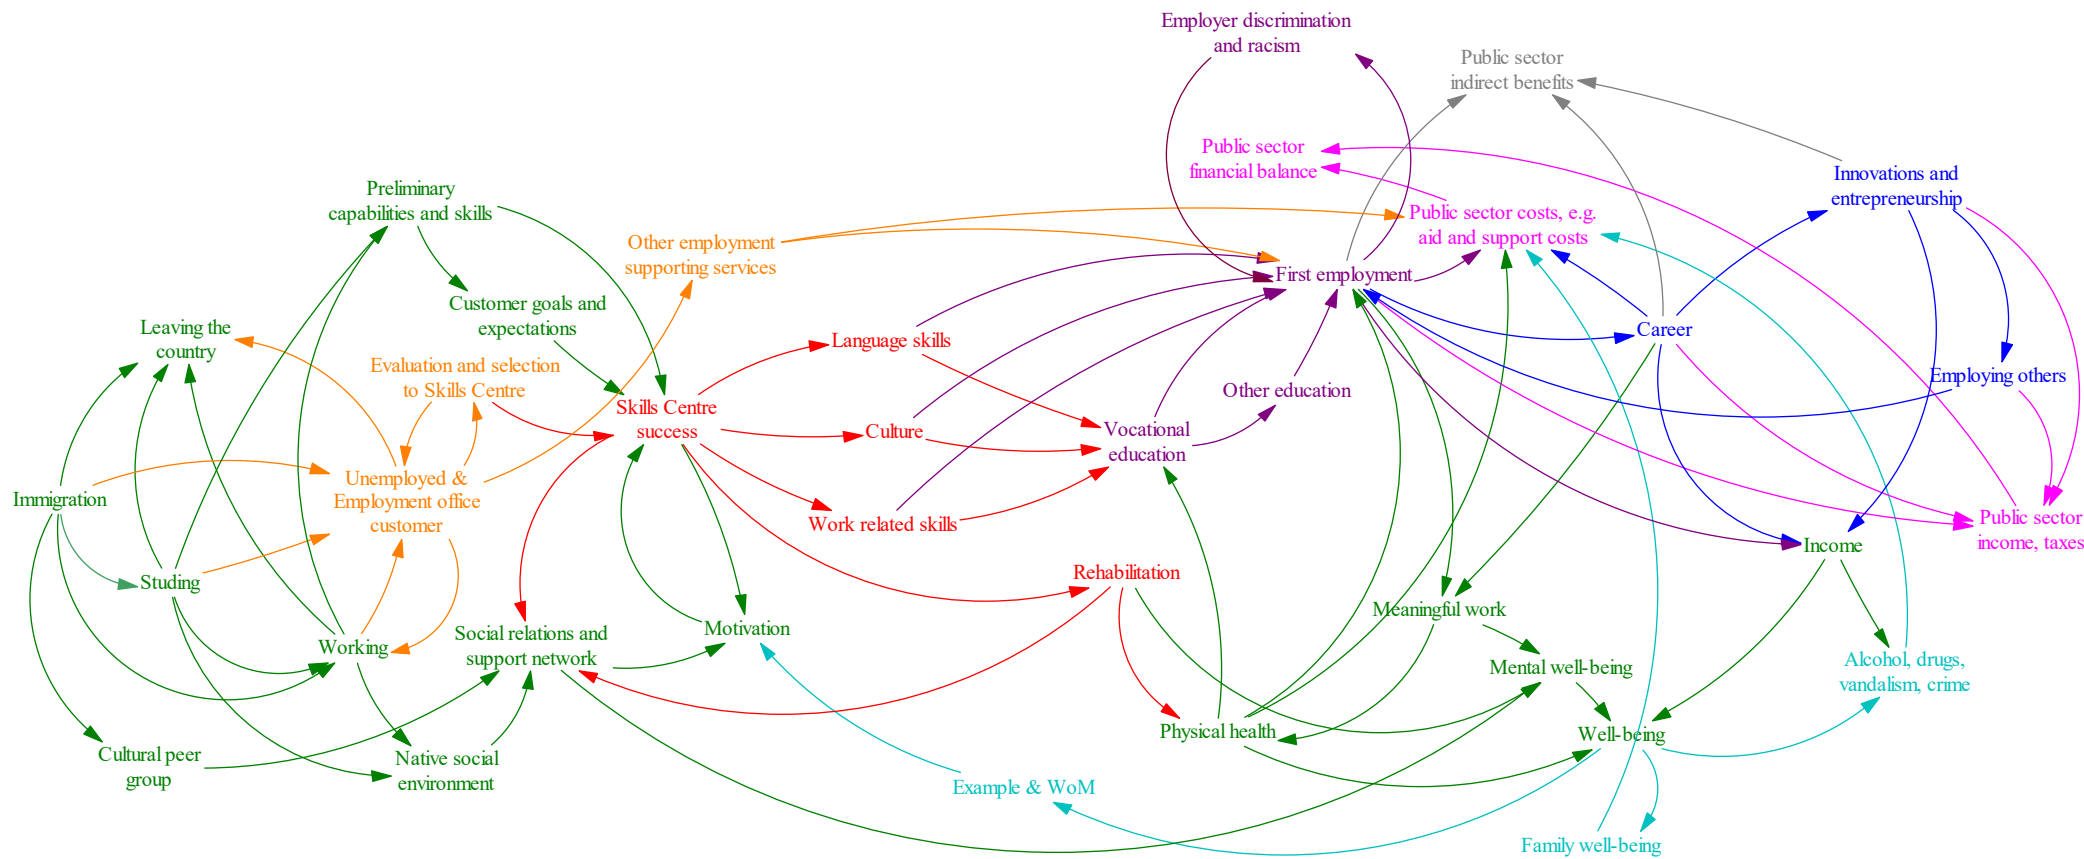 Employer discrimination
and racism
Public sector
indirect benefits
Public sector
financial balance
Innovations and
entrepreneurship
Preliminary
capabilities and skills
Public sector costs, e.g.
aid and support costs
Other employment
supporting services
First employment
Customer goals and
expectations
Leaving the
country
Career
Language skills
Evaluation and selection
to Skills Centre
Other education
Employing others
Skills Centre
success
Culture
Vocational
education
Immigration
Unemployed &
Employment office
customer
Work related skills
Public sector
income, taxes
Income
Studing
Rehabilitation
Meaningful work
Working
Social relations and
support network
Motivation
Mental well-being
Alcohol, drugs,
vandalism, crime
Physical health
Well-being
Cultural peer
group
Native social
environment
Example & WoM
Family well-being